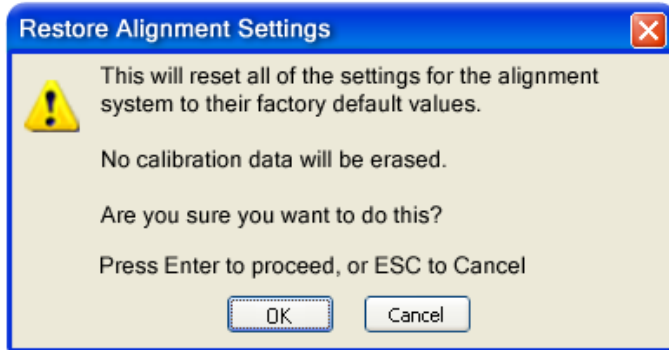 Restore Alignment Settings
This will reset all of the settings for the alignment
system to their factory default values.
No calibration data will be erased.
Are you sure you want to do this?
Press Enter to proceed, or ESC to Cancel
OK Cancel